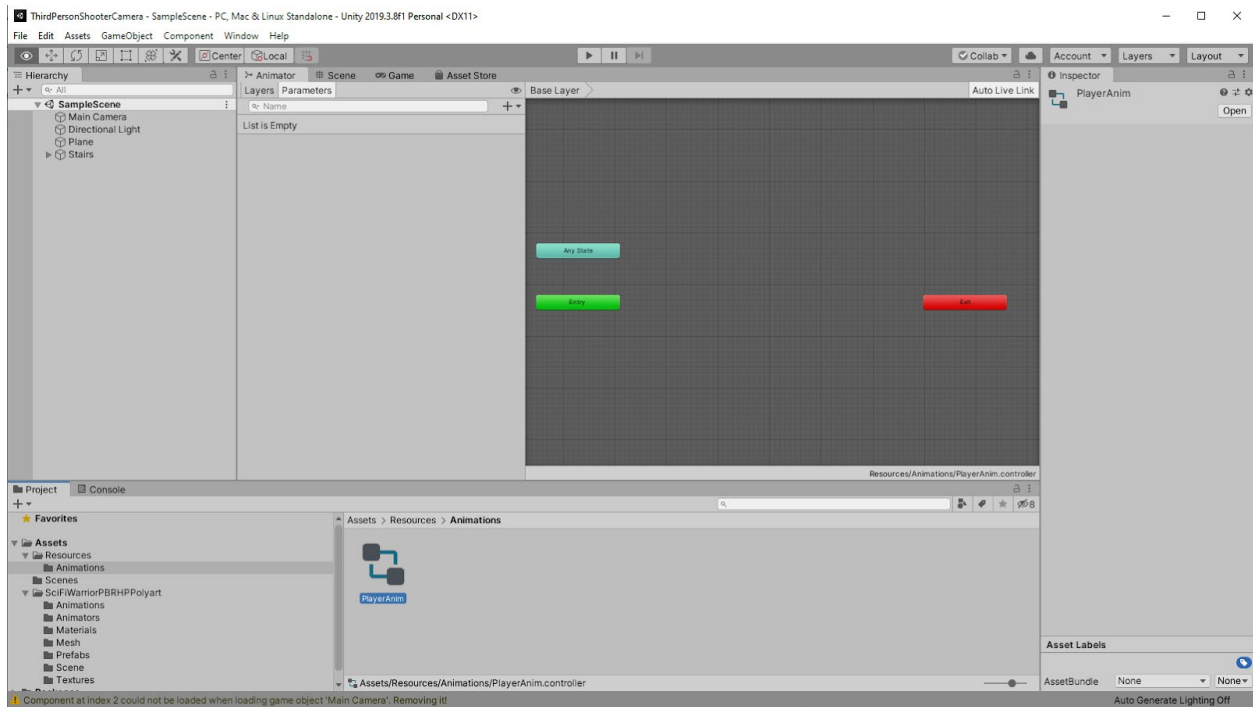 ThirdPersonShooterCamera - SampleScene - PC, Mac & Linux Standalone - Unity 2019.3.8f1 Personal <DX11>
File Edit Assets GameObject Component Window Help
Center Local Collab Account Layers Layout
Hierarchy Animator Scene Game Asset Store Inspector
All Layers Parameters Base Layer Auto Live Link PlayerAnim
SampleScene Name Open
Main Camera
Directional Light List is Empty
Plane
Stairs
Any State
Entry Exit
Resources/Animations/PlayerAnim.controller
Project Console
8
Favorites Assets > Resources > Animations
Assets
Resources
Animations
Scenes
SciFiWarriorPBRHPPolyart PlayerAnim
Animations
Animators
Materials
Mesh Asset Labels
Prefabs
Scene
Textures Assets/Resources/Animations/PlayerAnim.controller AssetBundle None None
Component at index 2 could not be loaded when loading game object 'Main Camera'. Removing it! Auto Generate Lighting Off